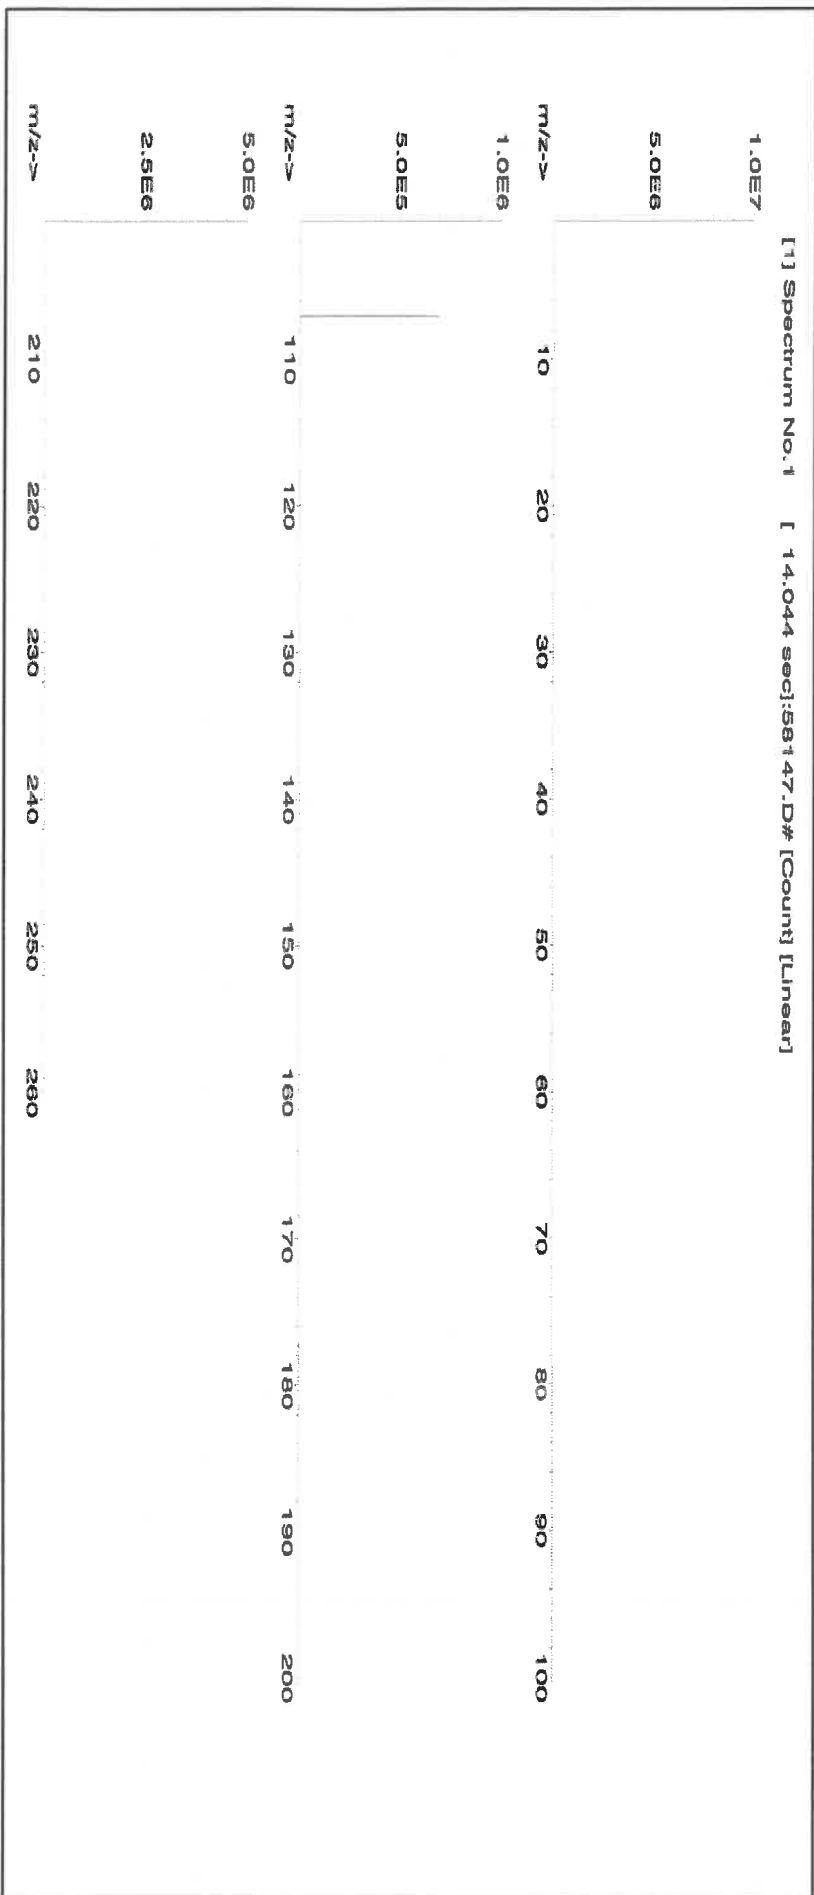 [1] Spectrum No.1 [ 14.044 sec]:58147.D# [Count] [Linear]
1.0E7
5.0E6
m/z-> 10 20 30 40 50 60 70 80 90 100
1.0E6
5.0E5
m/z-> 110 120 130 140 150 160 170 180 190 200
5.0E6
2.5E6
m/z-> 210 220 230 240 250 260